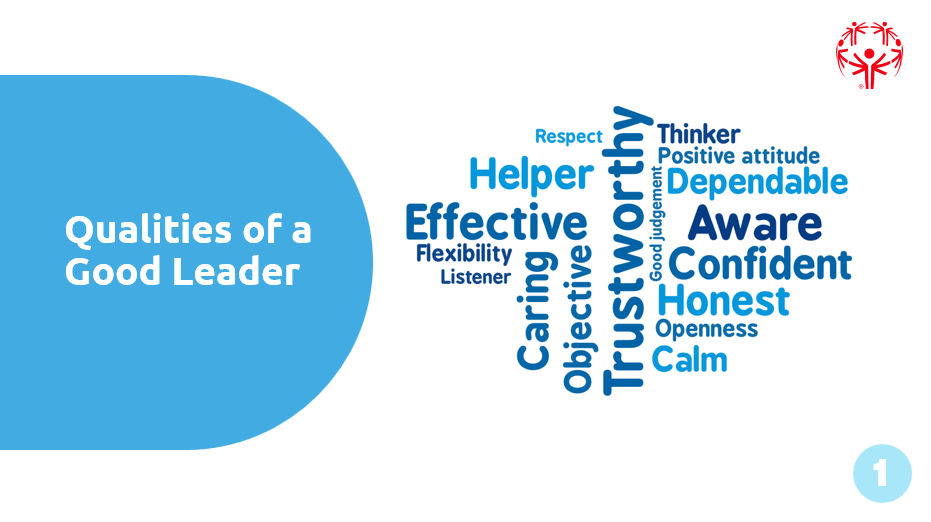 Qualities of a
Good Leader
Respect
Helper
Effective
Flexibility
Listener
Caring
Objective
Trustworthy
Good judgement
Thinker
Positive attitude
Dependable
Aware
Confident
Honest
Openness
Calm
®
1